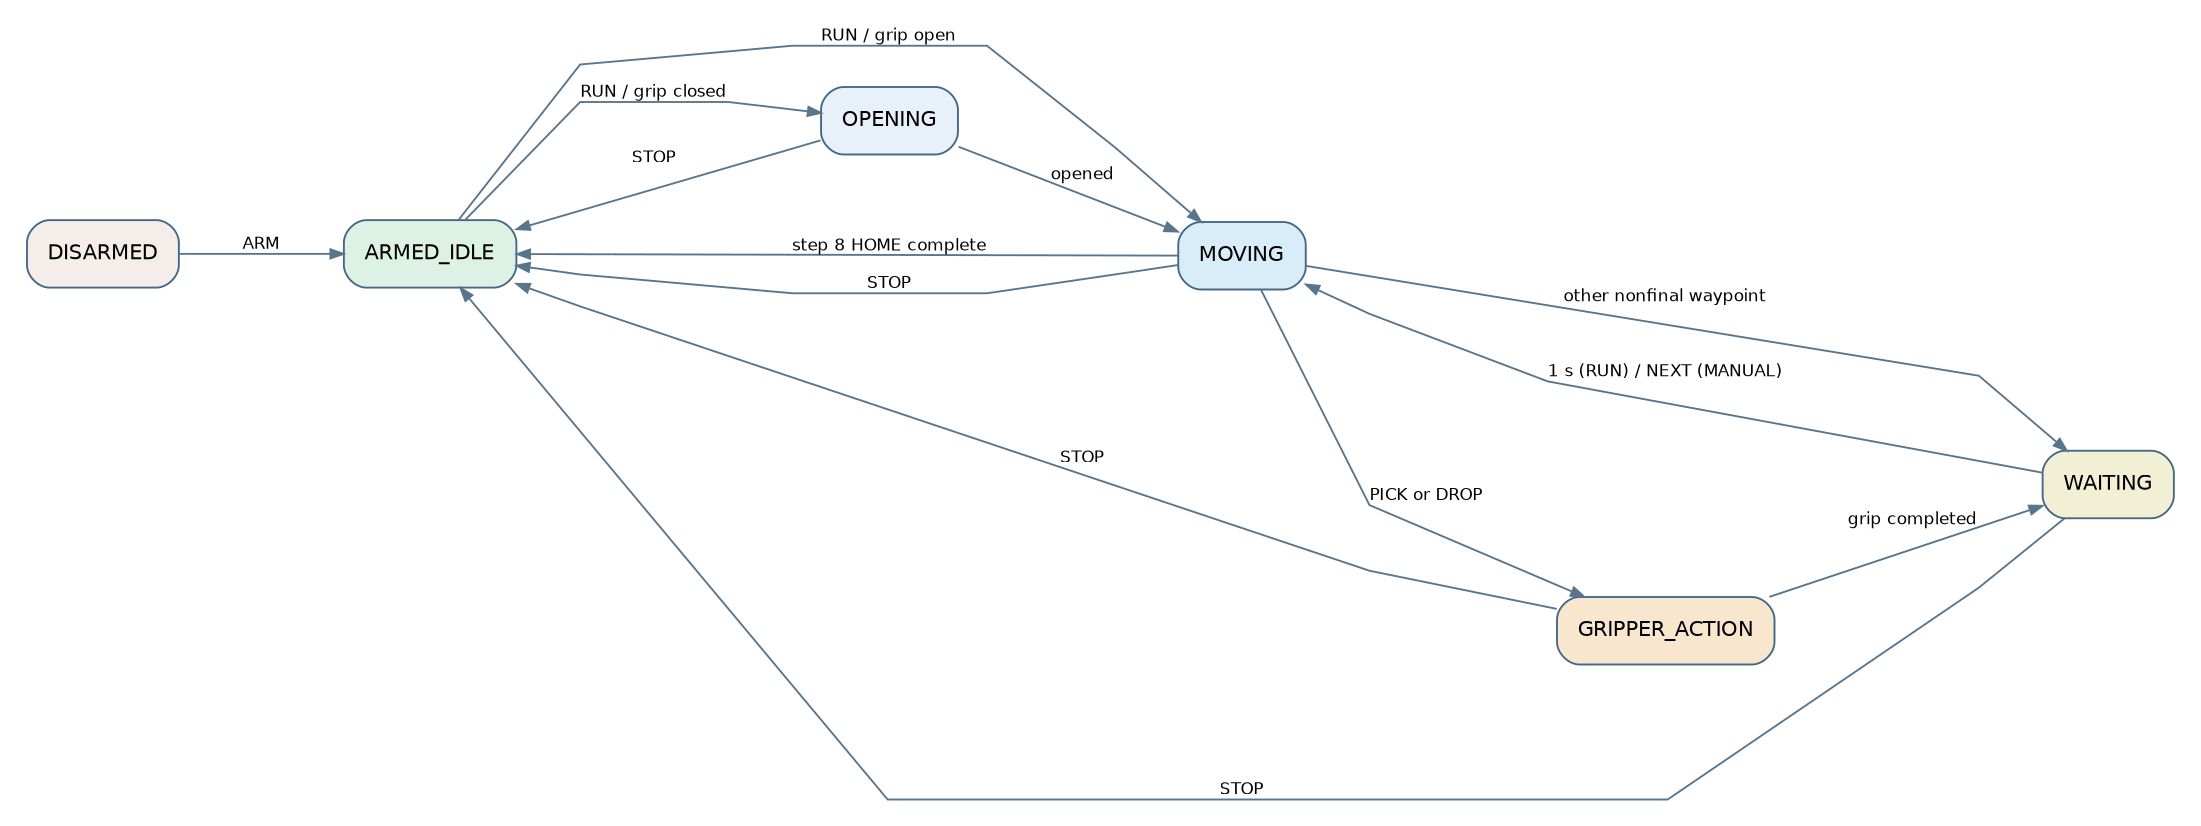 RUN / grip open
RUN / grip closed
OPENING
STOP
opened
DISARMED
ARM
ARMED_IDLE
step 8 HOME complete
MOVING
STOP
other nonfinal waypoint
1 s (RUN) / NEXT (MANUAL)
STOP
WAITING
PICK or DROP
grip completed
GRIPPER_ACTION
STOP